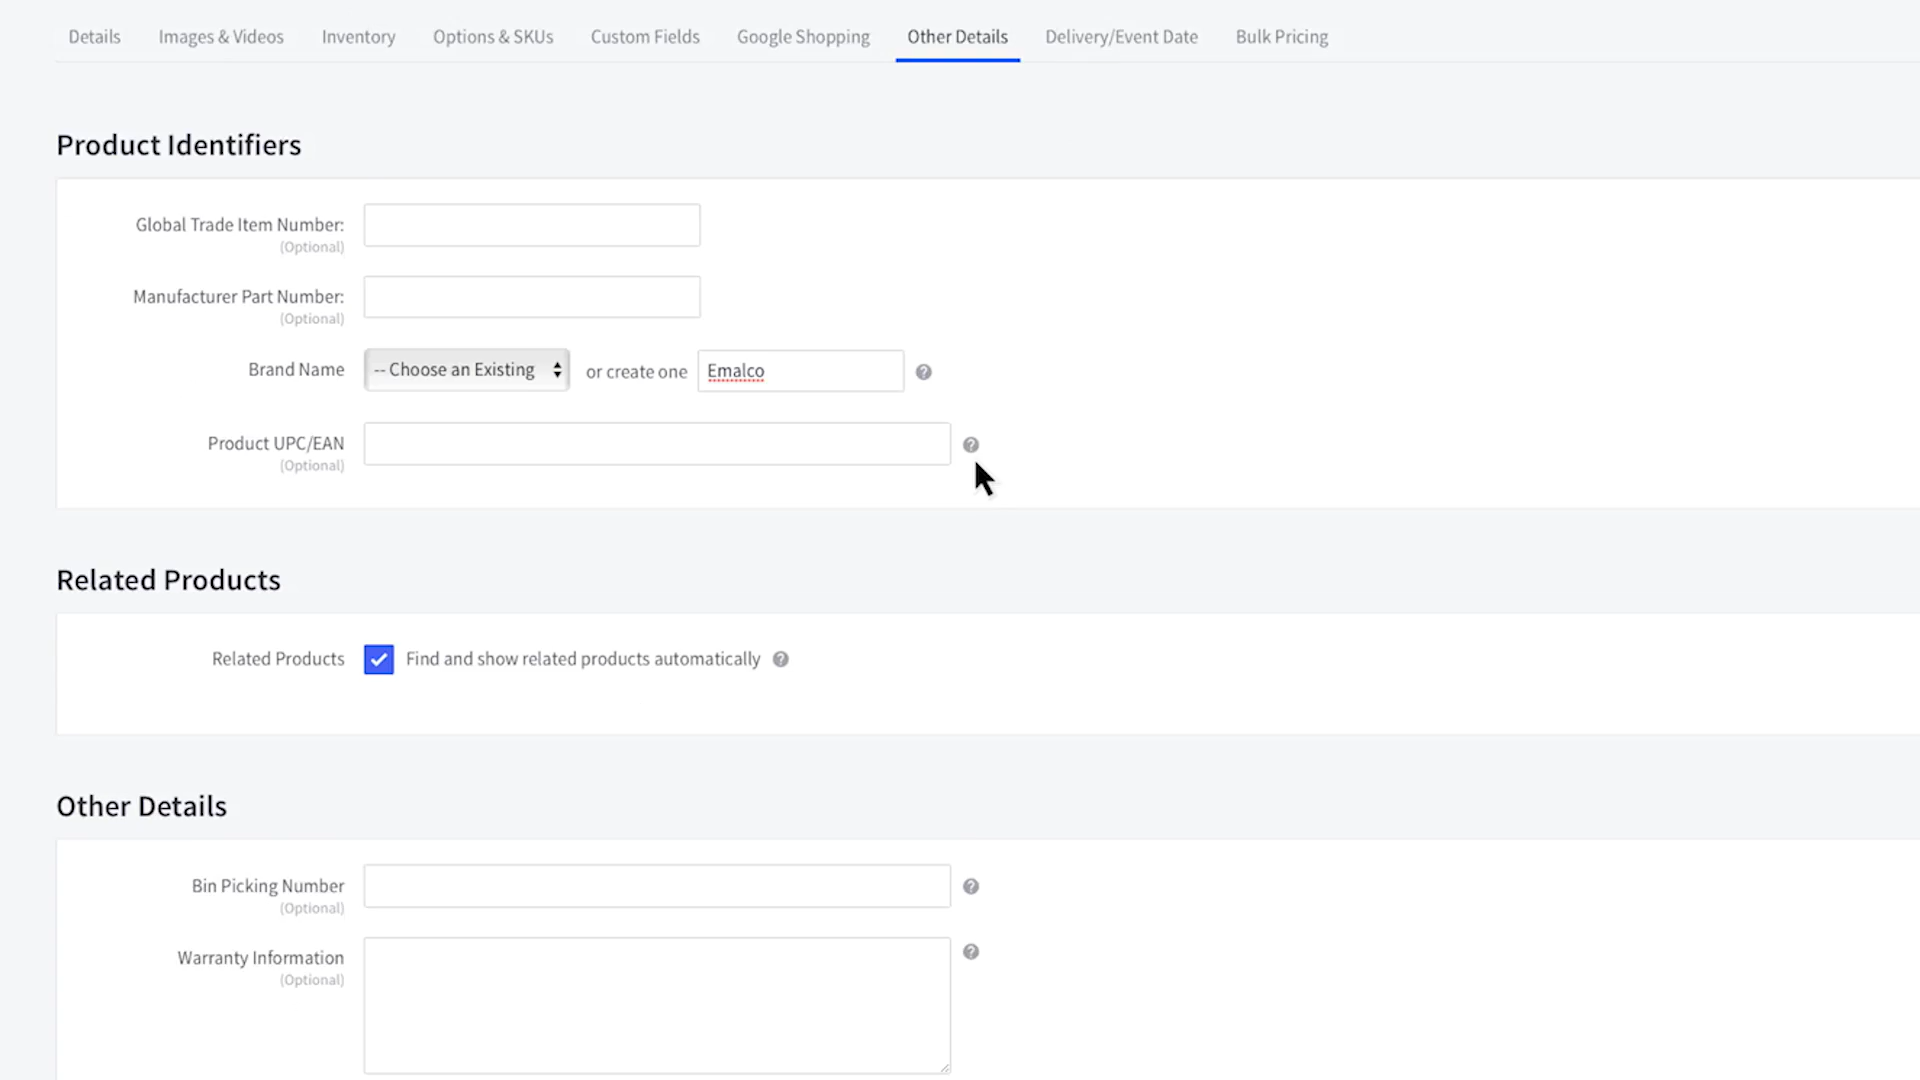 Details Images & Videos Inventory Options & SKUs Custom Fields Google Shopping Other Details Delivery/Event Date Bulk Pricing
Product Identifiers
Global Trade Item Number:
(Optional)
Manufacturer Part Number:
(Optional)
Brand Name -- Choose an Existing or create one Emalco ?
Product UPC/EAN ?
(Optional)
Related Products
Related Products Find and show related products automatically ?
Other Details
Bin Picking Number ?
(Optional)
Warranty Information ?
(Optional)